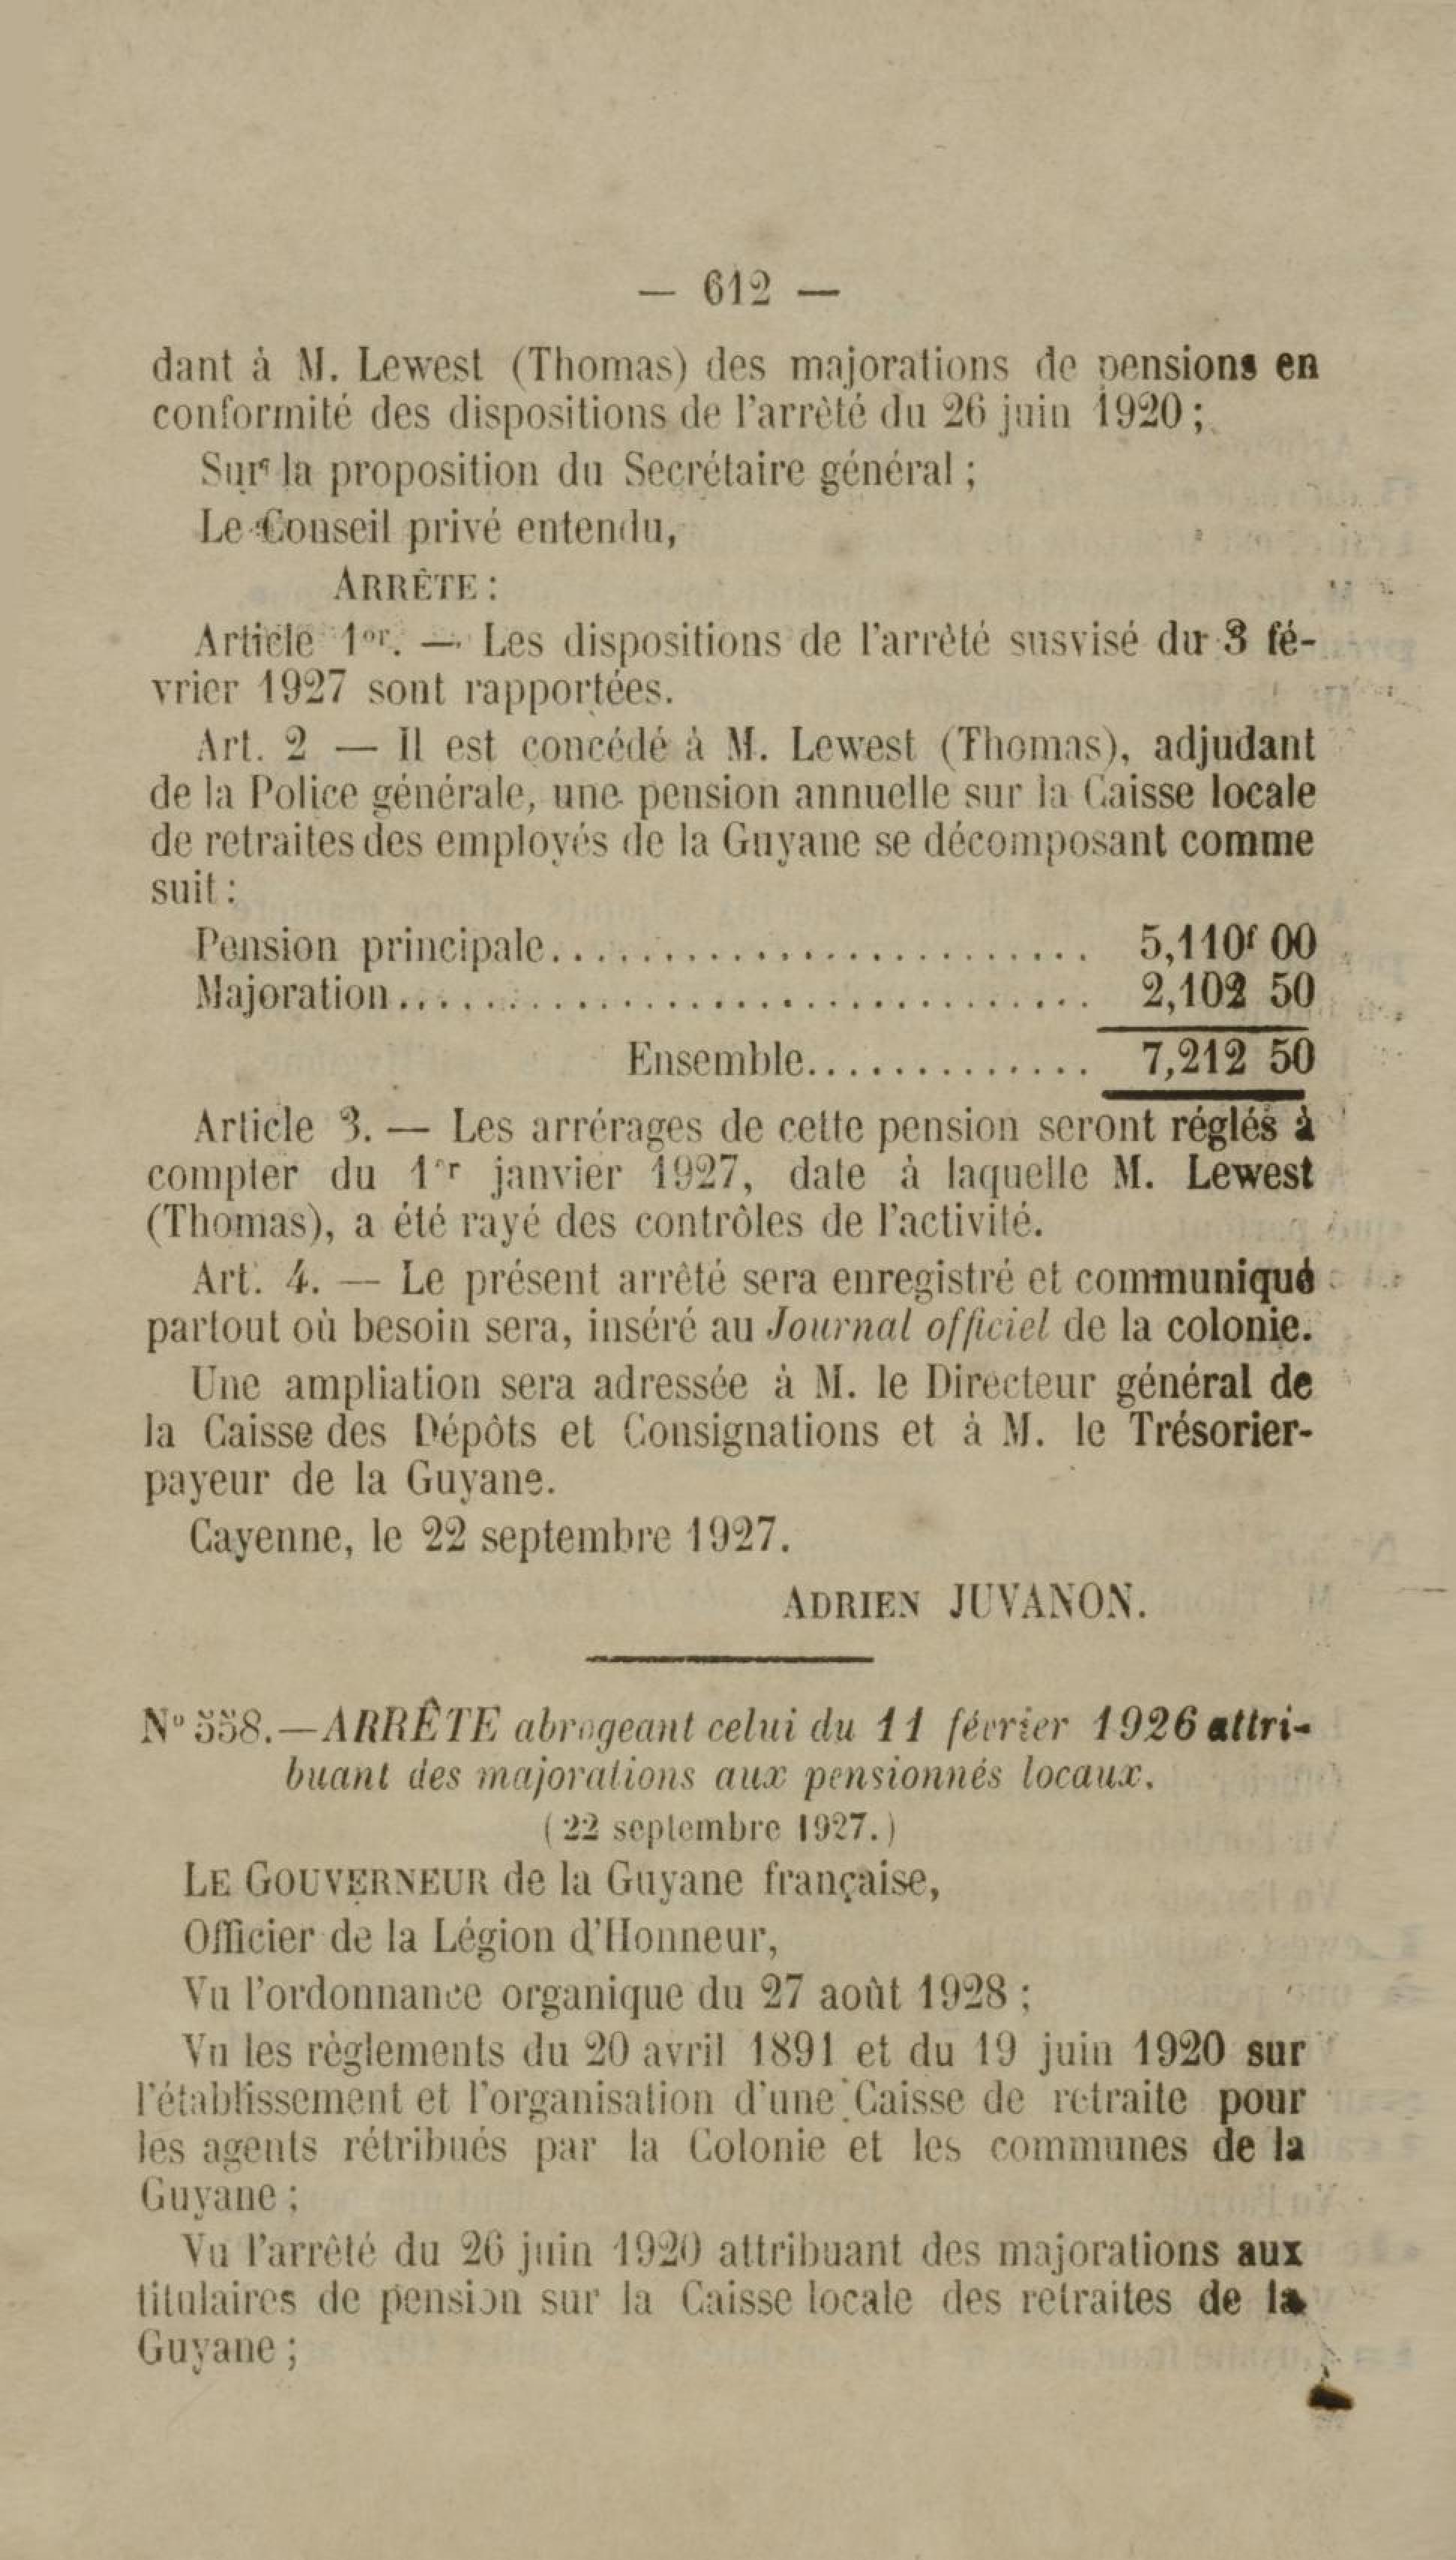 — 612 —
dant à M. Lewest (Thomas) des majorations de pensions en
conformité des dispositions de l'arrêté du 26 juin 1920;
Sur la proposition du Secrétaire général;
Le Conseil privé entendu,
ARRÊTE:
Article 1er. — Les dispositions de l'arrêté susvisé du 3 fé-
vrier 1927 sont rapportées.
Art. 2 — Il est concédé à M. Lewest (Thomas), adjudant
de la Police générale, une pension annuelle sur la Caisse locale
de retraites des employés de la Guyane se décomposant comme
suit:
Pension principale............................ 5,110f 00
Majoration................................... 2,102 50
Ensemble.............. 7,212 50
Article 3. — Les arrérages de cette pension seront réglés à
compter du 1er janvier 1927, date à laquelle M. Lewest
(Thomas), a été rayé des contrôles de l'activité.
Art. 4. — Le présent arrêté sera enregistré et communiqué
partout où besoin sera, inséré au Journal officiel de la colonie.
Une ampliation sera adressée à M. le Directeur général de
la Caisse des Dépôts et Consignations et à M. le Trésorier-
payeur de la Guyane.
Cayenne, le 22 septembre 1927.
ADRIEN JUVANON.
No 558. — ARRÊTE abrogeant celui du 11 février 1926 attri-
buant des majorations aux pensionnés locaux.
(22 septembre 1927.)
LE GOUVERNEUR de la Guyane française,
Officier de la Légion d'Honneur,
Vu l'ordonnance organique du 27 août 1928;
Vu les règlements du 20 avril 1891 et du 19 juin 1920 sur
l'établissement et l'organisation d'une Caisse de retraite pour
les agents rétribués par la Colonie et les communes de la
Guyane;
Vu l'arrêté du 26 juin 1920 attribuant des majorations aux
titulaires de pension sur la Caisse locale des retraites de la
Guyane;